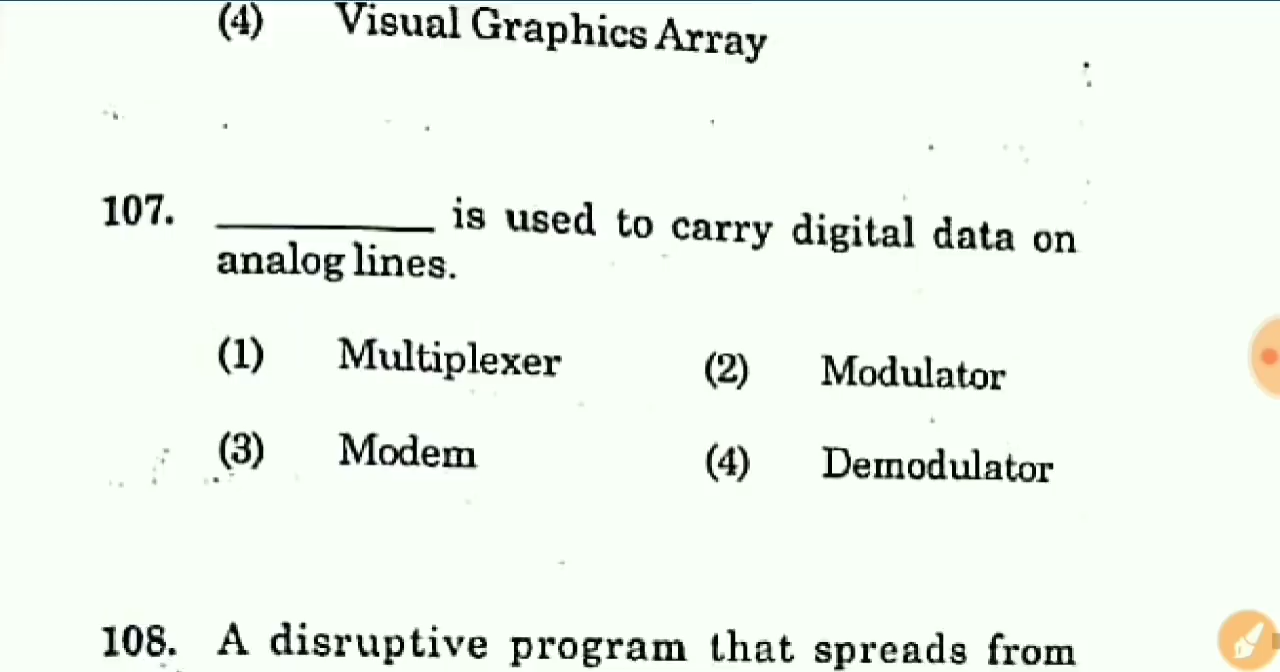 (4) Visual Graphics Array
107. ________ is used to carry digital data on
analog lines.
(1) Multiplexer (2) Modulator
(3) Modem (4) Demodulator
108. A disruptive program that spreads from